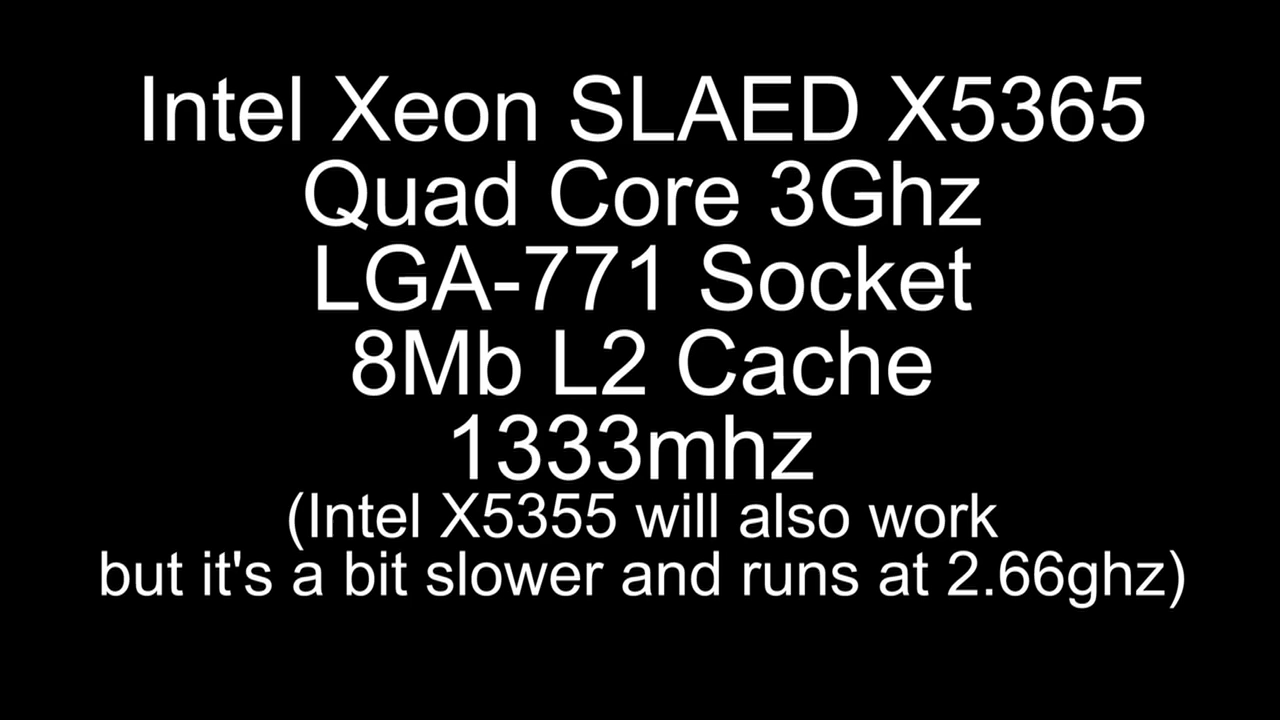 Intel Xeon SLAED X5365
Quad Core 3Ghz
LGA-771 Socket
8Mb L2 Cache
1333mhz
(Intel X5355 will also work
but it's a bit slower and runs at 2.66ghz)